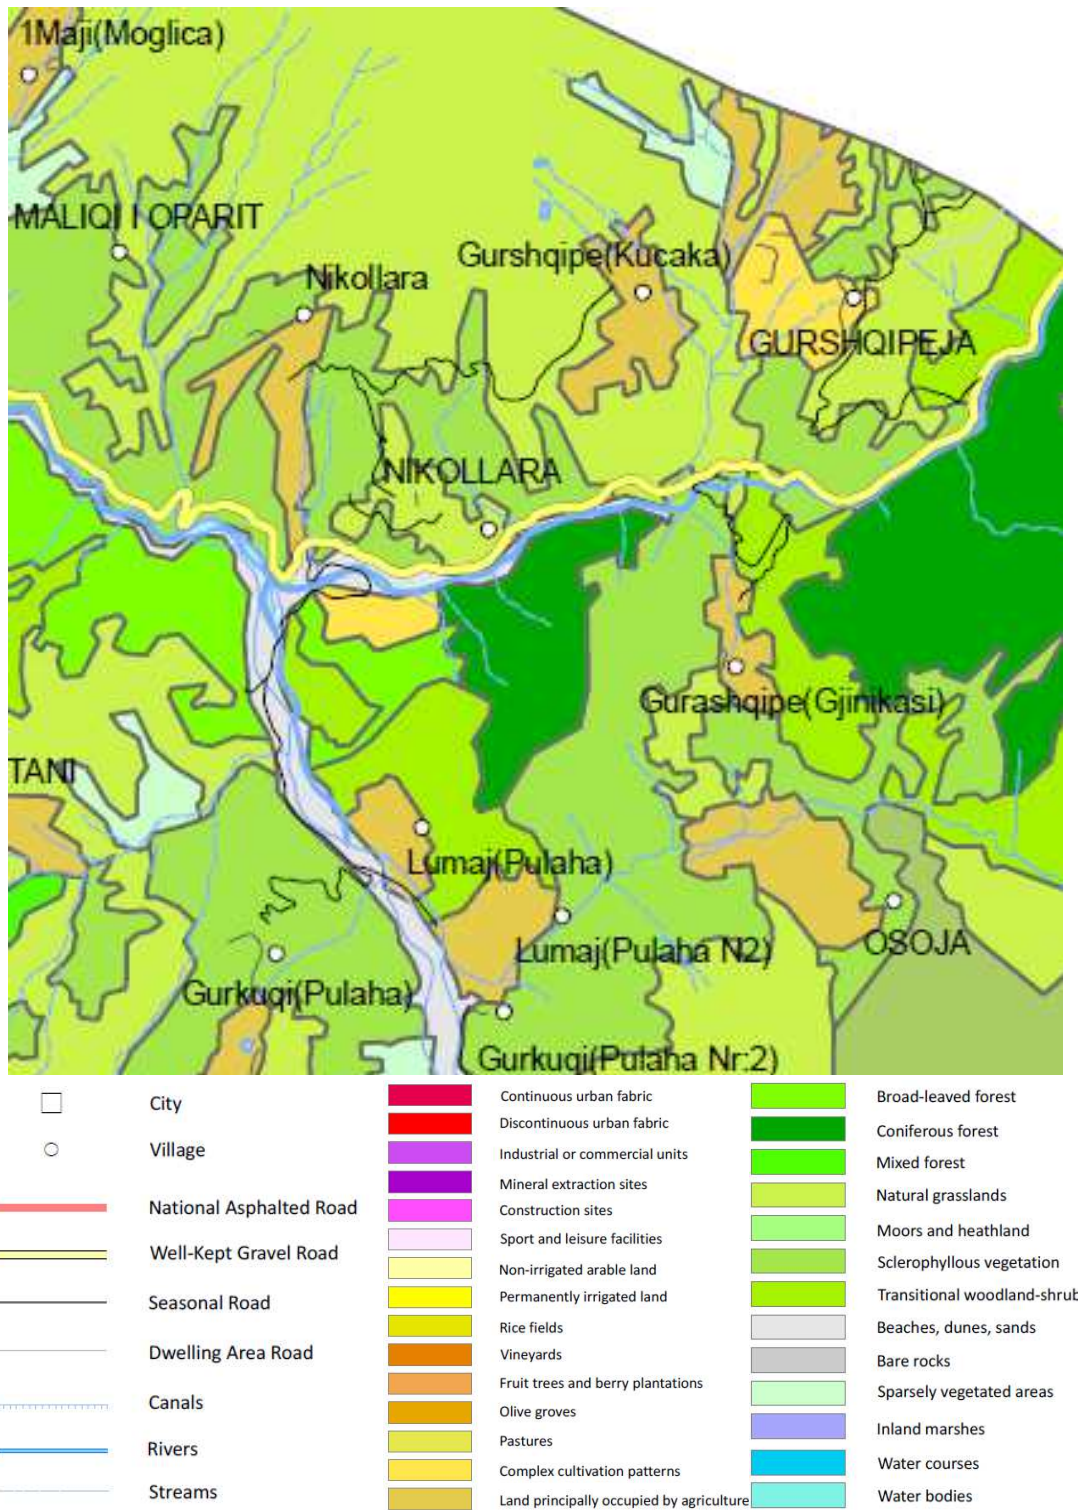 1Maji(Moglica)
MALIQI I OPARIT
Gurshqipe(Kucaka)
Nikollara
GURSHQIPEJA
NIKOLLARA
Gurashqipe(Gjinikasi)
TANI
Lumaj(Pulaha)
Lumaj(Pulaha N2)
OSOJA
Gurkuqi(Pulaha)
Gurkuqi(Pulaha Nr:2)
City
Village
National Asphalted Road
Well-Kept Gravel Road
Seasonal Road
Dwelling Area Road
Canals
Rivers
Streams
Continuous urban fabric
Discontinuous urban fabric
Industrial or commercial units
Mineral extraction sites
Construction sites
Sport and leisure facilities
Non-irrigated arable land
Permanently irrigated land
Rice fields
Vineyards
Fruit trees and berry plantations
Olive groves
Pastures
Complex cultivation patterns
Land principally occupied by agriculture
Broad-leaved forest
Coniferous forest
Mixed forest
Natural grasslands
Moors and heathland
Sclerophyllous vegetation
Transitional woodland-shrub
Beaches, dunes, sands
Bare rocks
Sparsely vegetated areas
Inland marshes
Water courses
Water bodies